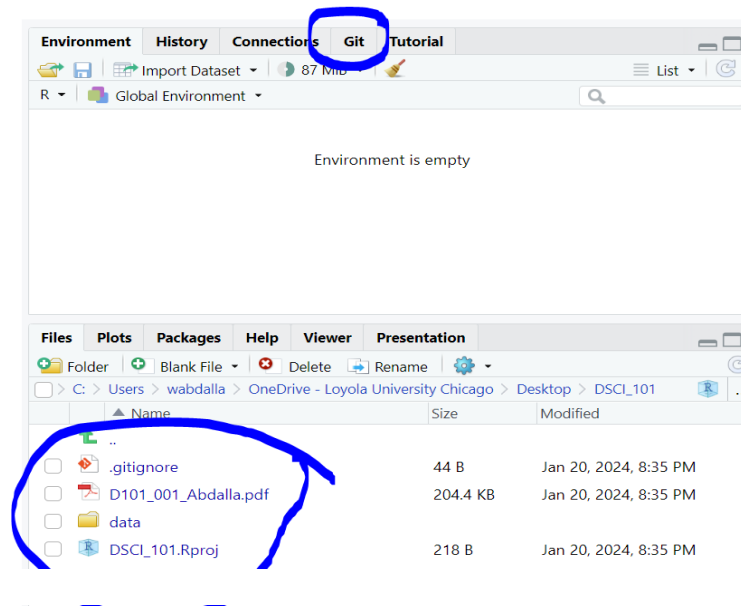 Environment History Connections Git Tutorial
Import Dataset 87 MiB List
R Global Environment
Environment is empty
Files Plots Packages Help Viewer Presentation
Folder Blank File Delete Rename
C: > Users > wabdalla > OneDrive - Loyola University Chicago > Desktop > DSCI_101 R ...
Name Size Modified
..
.gitignore 44 B Jan 20, 2024, 8:35 PM
D101_001_Abdalla.pdf 204.4 KB Jan 20, 2024, 8:35 PM
data
DSCI_101.Rproj 218 B Jan 20, 2024, 8:35 PM